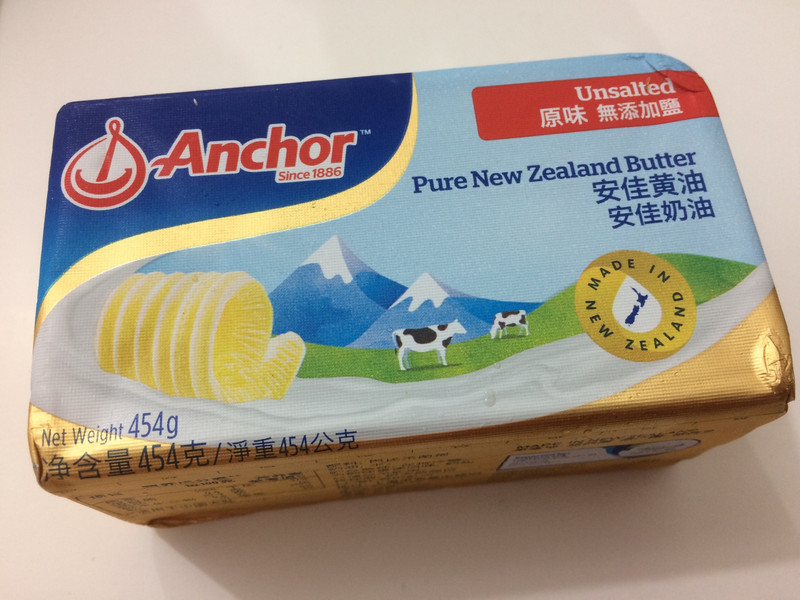 Anchor™
Since 1886
Unsalted
原味 無添加鹽
Pure New Zealand Butter
安佳黄油
安佳奶油
MADE IN
NEW ZEALAND
Net Weight 454g
净含量454克/淨重454公克